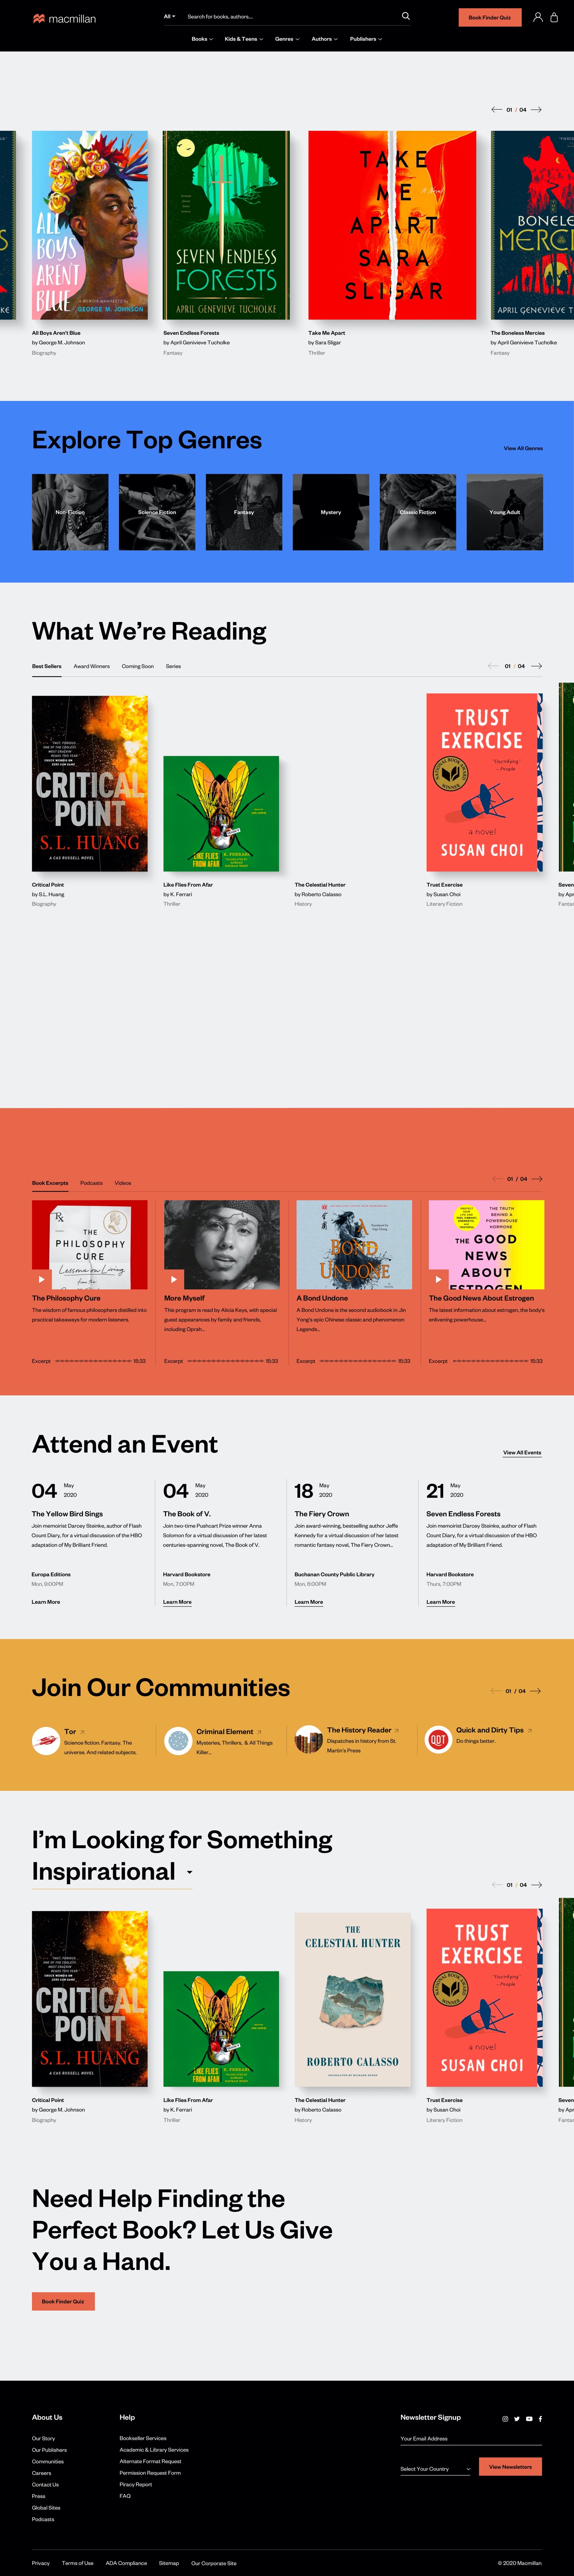 macmillan
All
Search for books, authors...
Book Finder Quiz
Books
Kids & Teens
Genres
Authors
Publishers
01 / 04
ALL
BOYS
AREN'T
BLUE
A MEMOIR-MANIFESTO by
GEORGE M. JOHNSON
SEVEN ENDLESS
FORESTS
APRIL GENEVIEVE TUCHOLKE
TAKE
ME
APART
A Novel
SARA
SLIGAR
BONELE
MERCI
APRIL GENEVIEVE T
All Boys Aren't Blue
by George M. Johnson
Biography
Seven Endless Forests
by April Genivieve Tucholke
Fantasy
Take Me Apart
by Sara Sligar
Thriller
The Boneless Mercies
by April Genivieve Tucholke
Fantasy
Explore Top Genres
View All Genres
Non-Fiction
Science Fiction
Fantasy
Mystery
Classic Fiction
Young Adult
What We're Reading
Best Sellers
Award Winners
Coming Soon
Series
01 / 04
CRITICAL
POINT
S.L. HUANG
A CAS RUSSELL NOVEL
LIKE FLIES
FROM AFAR
K. FERRARI
TRUST
EXERCISE
NATIONAL BOOK AWARDS
WINNER
"Electrifying"
— People
a novel
SUSAN CHOI
Critical Point
by S.L. Huang
Biography
Like Flies From Afar
by K. Ferrari
Thriller
The Celestial Hunter
by Roberto Calasso
History
Trust Exercise
by Susan Choi
Literary Fiction
Seven
by Apr
Fantas
Book Excerpts
Podcasts
Videos
01 / 04
THE
PHILOSOPHY
CURE
Lessons on Living
from the
A
BOND
UNDONE
THE TRUTH
BEHIND A
POWERHOUSE
HORMONE
THE GOOD
NEWS
ABOUT
ESTROGEN
The Philosophy Cure
The wisdom of famous philosophers distilled into
practical takeaways for modern listeners.
Excerpt
15:33
More Myself
This program is read by Alicia Keys, with special
guest appearances by family and friends,
including Oprah...
Excerpt
15:33
A Bond Undone
A Bond Undone is the second audiobook in Jin
Yong's epic Chinese classic and phenomenon
Legends...
Excerpt
15:33
The Good News About Estrogen
The latest information about estrogen, the body's
enlivening powerhouse...
Excerpt
15:33
Attend an Event
View All Events
04
May
2020
The Yellow Bird Sings
Join memoirist Darcey Steinke, author of Flash
Count Diary, for a virtual discussion of the HBO
adaptation of My Brilliant Friend.
Europa Editions
Mon, 9:00PM
Learn More
04
May
2020
The Book of V.
Join two-time Pushcart Prize winner Anna
Solomon for a virtual discussion of her latest
centuries-spanning novel, The Book of V.
Harvard Bookstore
Mon, 7:00PM
Learn More
18
May
2020
The Fiery Crown
Join award-winning, bestselling author Jeffe
Kennedy for a virtual discussion of her latest
romantic fantasy novel, The Fiery Crown...
Buchanan County Public Library
Mon, 8:00PM
Learn More
21
May
2020
Seven Endless Forests
Join memoirist Darcey Steinke, author of Flash
Count Diary, for a virtual discussion of the HBO
adaptation of My Brilliant Friend.
Harvard Bookstore
Thurs, 7:00PM
Learn More
Join Our Communities
01 / 04
Tor
Science fiction. Fantasy. The
universe. And related subjects.
Criminal Element
Mysteries, Thrillers, & All Things
Killer...
The History Reader
Dispatches in history from St.
Martin's Press
QDT
Quick and Dirty Tips
Do things better.
I'm Looking for Something
Inspirational
01 / 04
CRITICAL
POINT
S.L. HUANG
A CAS RUSSELL NOVEL
LIKE FLIES
FROM AFAR
K. FERRARI
THE
CELESTIAL HUNTER
ROBERTO CALASSO
TRUST
EXERCISE
NATIONAL BOOK AWARDS
WINNER
"Electrifying"
— People
a novel
SUSAN CHOI
Critical Point
by George M. Johnson
Biography
Like Flies From Afar
by K. Ferrari
Thriller
The Celestial Hunter
by Roberto Calasso
History
Trust Exercise
by Susan Choi
Literary Fiction
Seven
by Apr
Fantas
Need Help Finding the
Perfect Book? Let Us Give
You a Hand.
Book Finder Quiz
About Us
Our Story
Our Publishers
Communities
Careers
Contact Us
Press
Global Sites
Podcasts
Help
Bookseller Services
Academic & Library Services
Alternate Format Request
Permission Request Form
Piracy Report
FAQ
Newsletter Signup
Your Email Address
Select Your Country
View Newsletters
Privacy
Terms of Use
ADA Compliance
Sitemap
Our Corporate Site
© 2020 Macmillan